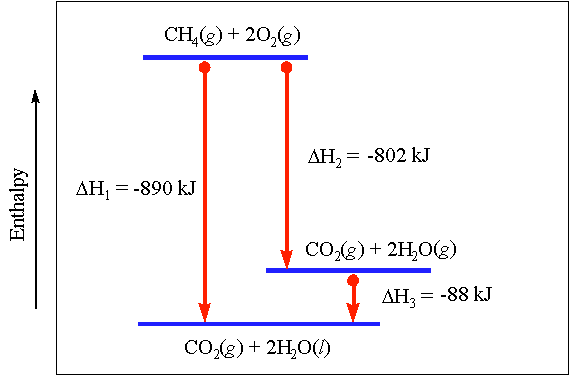 CH₄(g) + 2O₂(g)
ΔH₂ = -802 kJ
ΔH₁ = -890 kJ
Enthalpy
CO₂(g) + 2H₂O(g)
ΔH₃ = -88 kJ
CO₂(g) + 2H₂O(l)